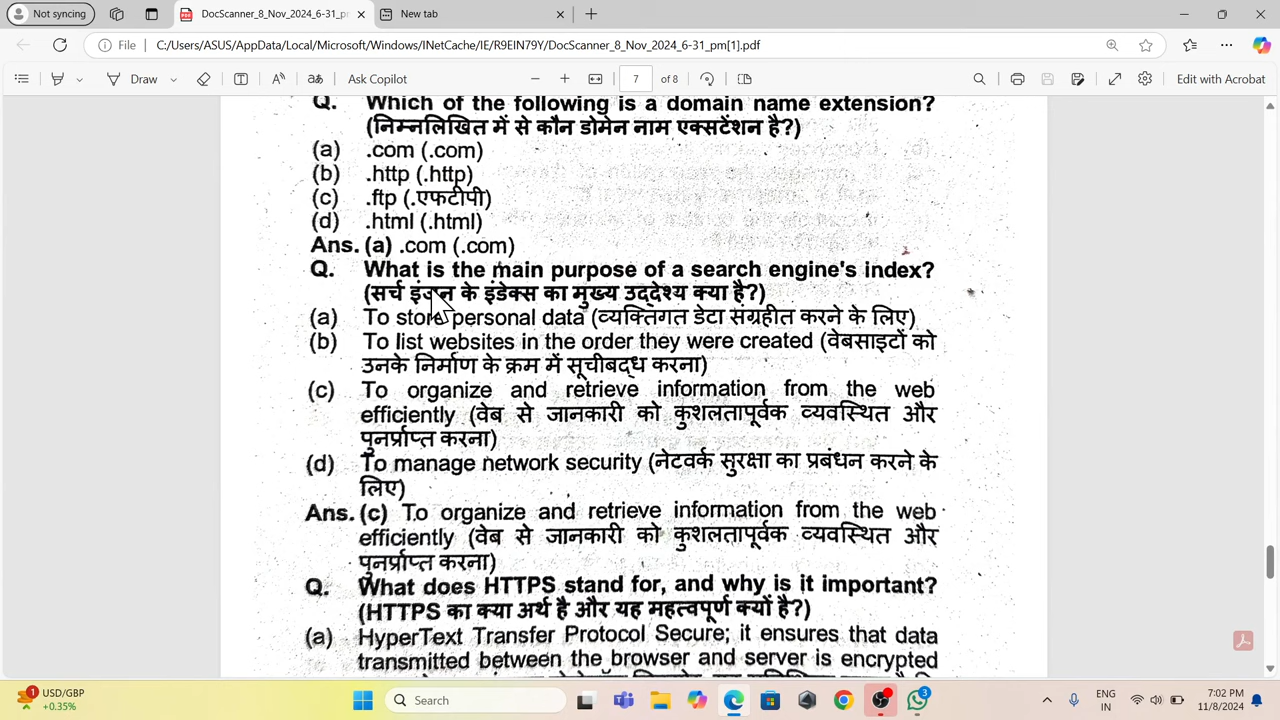 Not syncing
DocScanner_8_Nov_2024_6-31_pr
New tab
File
C:/Users/ASUS/AppData/Local/Microsoft/Windows/INetCache/IE/R9EIN79Y/DocScanner_8_Nov_2024_6-31_pm[1].pdf
Draw
Ask Copilot
7 of 8
Edit with Acrobat
Q. Which of the following is a domain name extension?
(निम्नलिखित में से कौन डोमेन नाम एक्सटेंशन है?)
(a) .com (.com)
(b) .http (.http)
(c) .ftp (.एफटीपी)
(d) .html (.html)
Ans. (a) .com (.com)
Q. What is the main purpose of a search engine's index?
(सर्च इंजन के इंडेक्स का मुख्य उद्देश्य क्या है?)
(a) To store personal data (व्यक्तिगत डेटा संग्रहीत करने के लिए)
(b) To list websites in the order they were created (वेबसाइटों को
उनके निर्माण के क्रम में सूचीबद्ध करना)
(c) To organize and retrieve information from the web
efficiently (वेब से जानकारी को कुशलतापूर्वक व्यवस्थित और
पुनर्प्राप्त करना)
(d) To manage network security (नेटवर्क सुरक्षा का प्रबंधन करने के
लिए)
Ans. (c) To organize and retrieve information from the web
efficiently (वेब से जानकारी को कुशलतापूर्वक व्यवस्थित और
पुनर्प्राप्त करना)
Q. What does HTTPS stand for, and why is it important?
(HTTPS का क्या अर्थ है और यह महत्वपूर्ण क्यों है?)
(a) HyperText Transfer Protocol Secure; it ensures that data
transmitted between the browser and server is encrypted
USD/GBP
+0.35%
1
Search
3
ENG
IN
7:02 PM
11/8/2024